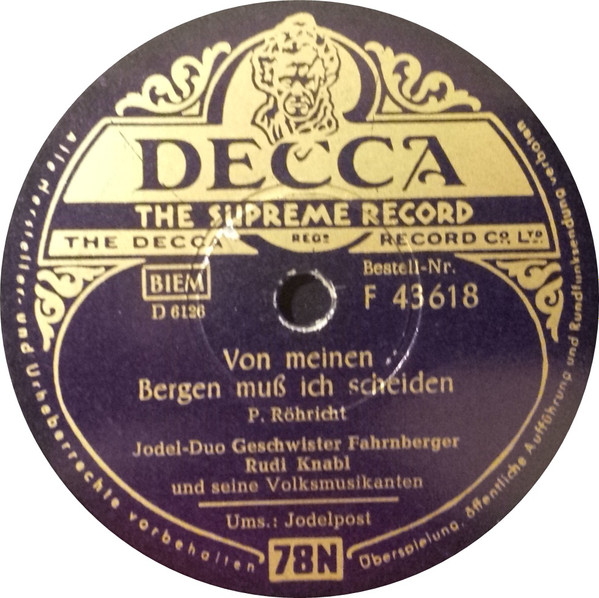 DECCA
THE SUPREME RECORD
THE DECCA REGD RECORD CO. LTD.
BIEM
D 6126
Bestell-Nr.
F 43618
Von meinen
Bergen muß ich scheiden
P. Röhricht
Jodel-Duo Geschwister Fahrnberger
Rudi Knabl
und seine Volksmusikanten
Ums.: Jodelpost
78N
Alle Hersteller- und Urheberrechte vorbehalten
Überspielung, öffentliche Aufführung und Rundfunksendung verboten